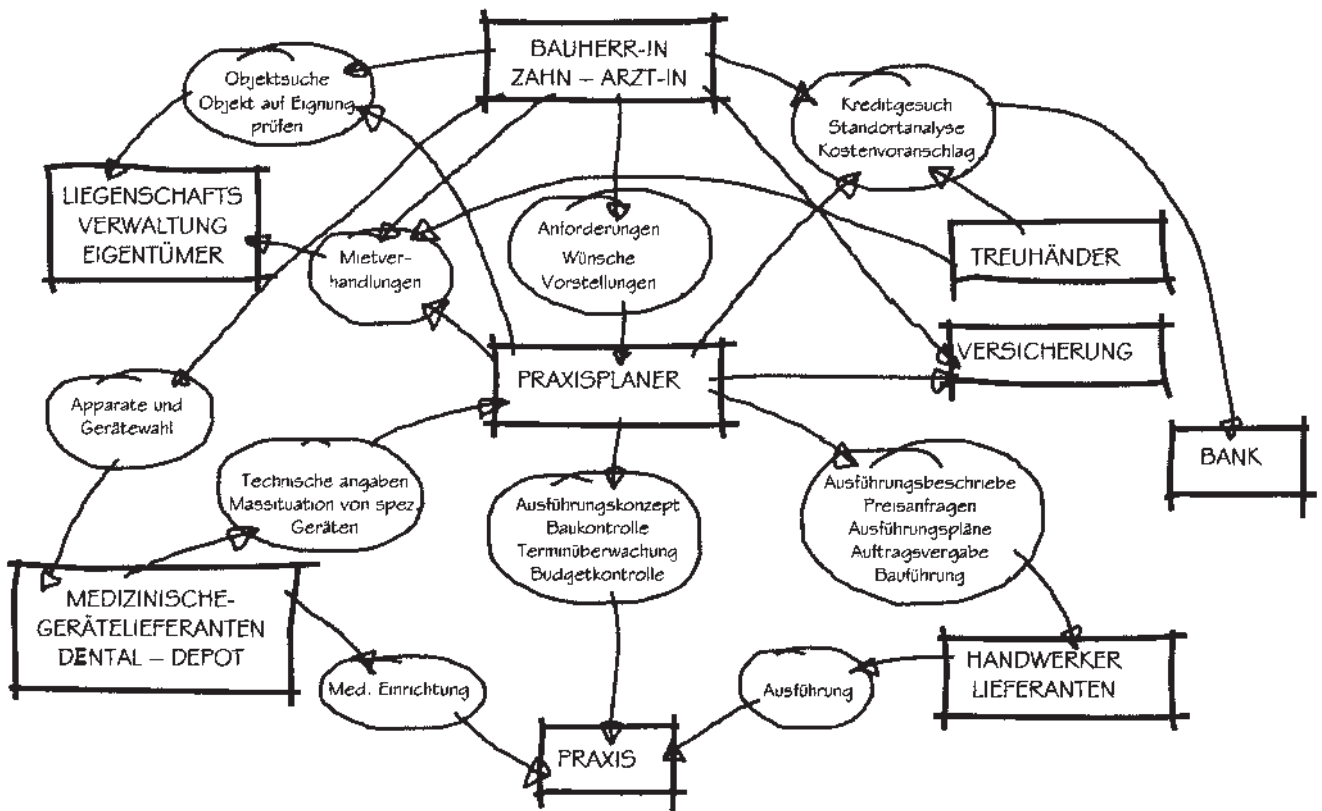 BAUHERR-IN
ZAHN – ARZT-IN
Objektsuche
Objekt auf Eignung
prüfen
Kreditgesuch
Standortanalyse
Kostenvoranschlag
LIEGENSCHAFTS
VERWALTUNG
EIGENTÜMER
Mietver-
handlungen
Anforderungen
Wünsche
Vorstellungen
TREUHÄNDER
VERSICHERUNG
PRAXISPLANER
Apparate und
Gerätewahl
BANK
Technische angaben
Massituation von spez.
Geräten
Ausführungskonzept
Baukontrolle
Terminüberwachung
Budgetkontrolle
Ausführungsbeschriebe
Preisanfragen
Ausführungspläne
Auftragsvergabe
Bauführung
MEDIZINISCHE-
GERÄTELIEFERANTEN
DENTAL – DEPOT
Med. Einrichtung
Ausführung
HANDWERKER
LIEFERANTEN
PRAXIS